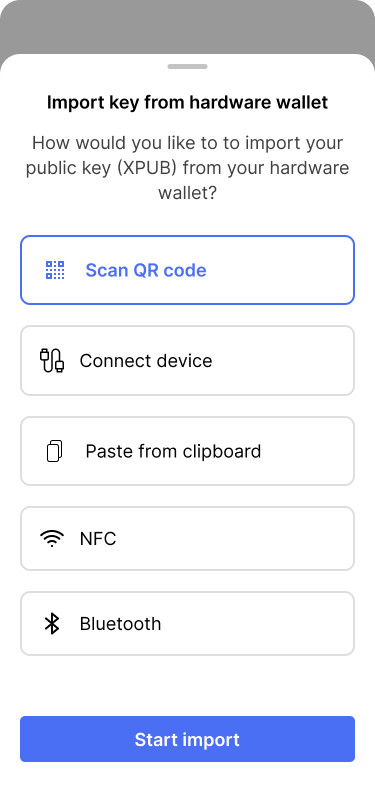 Import key from hardware wallet
How would you like to to import your
public key (XPUB) from your hardware
wallet?
Scan QR code
Connect device
Paste from clipboard
NFC
Bluetooth
Start import